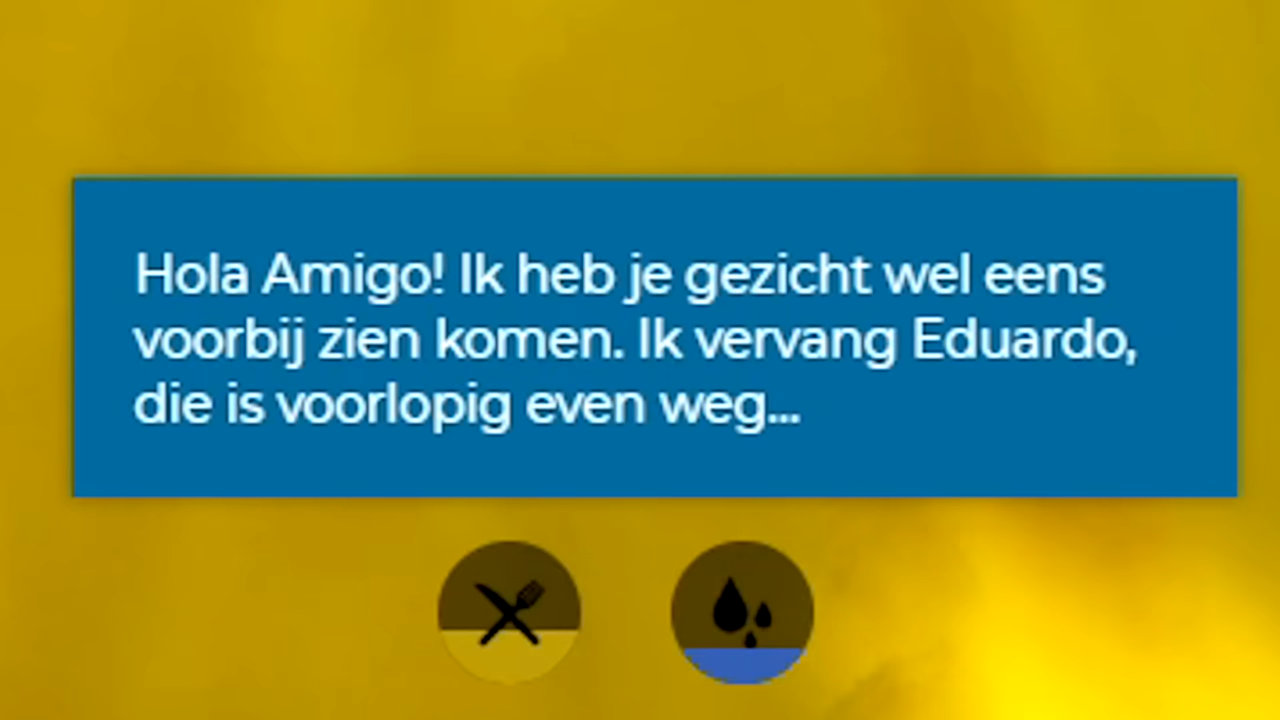 Hola Amigo! Ik heb je gezicht wel eens
voorbij zien komen. Ik vervang Eduardo,
die is voorlopig even weg...